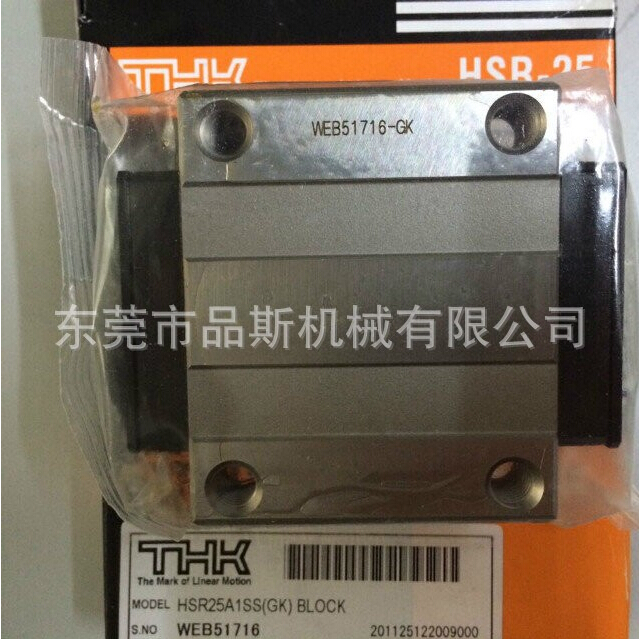 THK
HSR-25
WEB51716-GK
东莞市品斯机械有限公司
THK
The Mark of Linear Motion
MODEL HSR25A1SS(GK) BLOCK
S.NO WEB51716 201125122009000